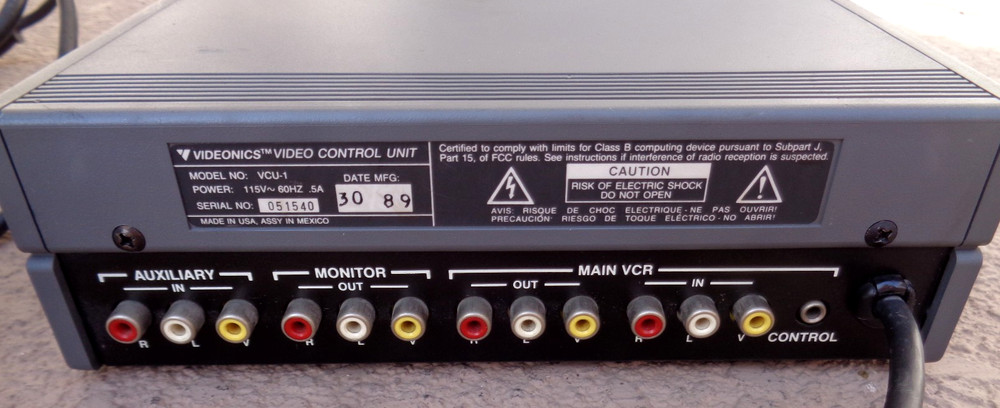 VIDEONICS™ VIDEO CONTROL UNIT
MODEL NO: VCU-1
POWER: 115V~ 60HZ .5A
SERIAL NO: 051540
DATE MFG:
30 89
MADE IN USA, ASSY IN MEXICO
Certified to comply with limits for Class B computing device pursuant to Subpart J,
Part 15, of FCC rules. See instructions if interference of radio reception is suspected.
CAUTION
RISK OF ELECTRIC SHOCK
DO NOT OPEN
AVIS: RISQUE DE CHOC ELECTRIQUE - NE PAS OUVRIR!
PRECAUCIÓN: RIESGO DE TOQUE ELÉCTRICO - NO ABRIR!
AUXILIARY MONITOR MAIN VCR
IN OUT OUT IN
R L V R L V R L V R L V CONTROL